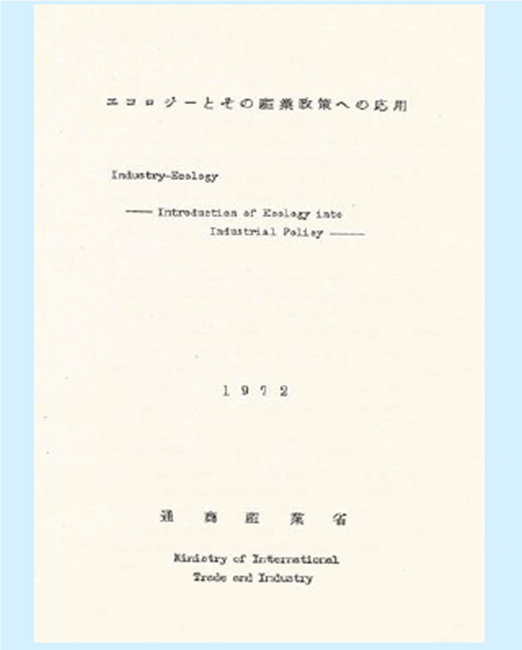 エコロジーとその産業政策への応用
Industry-Ecology
—— Introduction of Ecology into
Industrial Policy ——
1972
通商産業省
Ministry of International
Trade and Industry